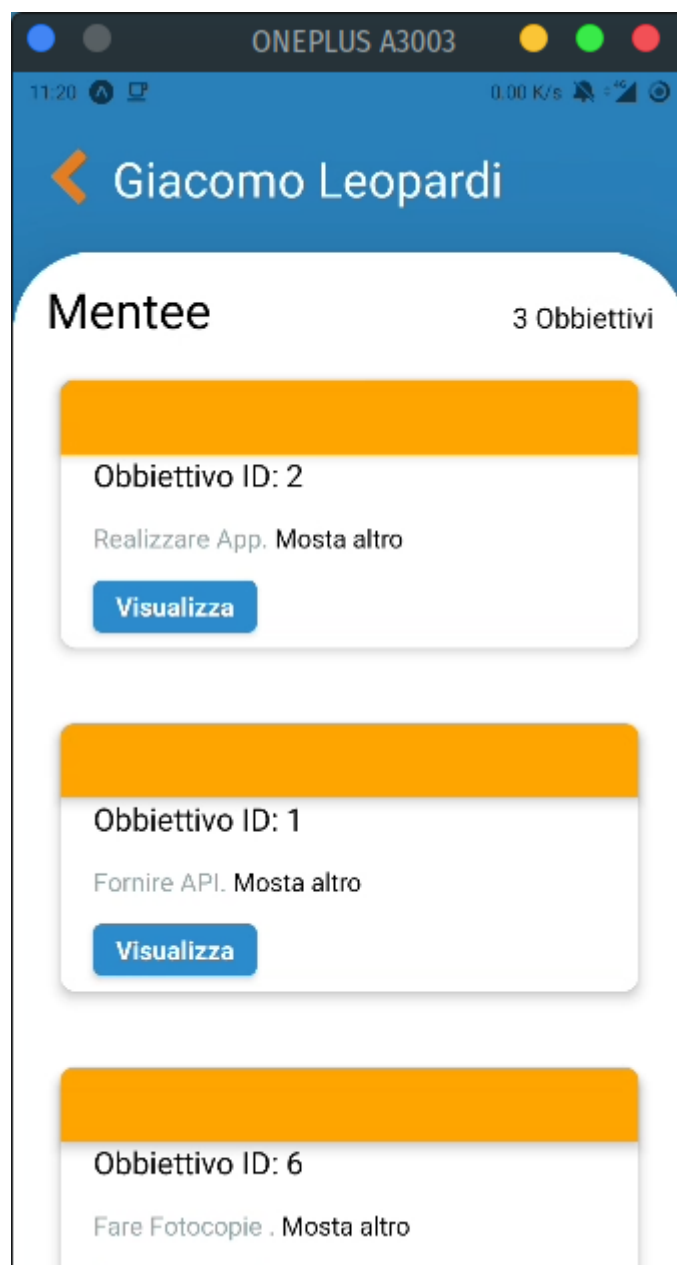 ONEPLUS A3003
11:20 0.00 K/s 4G
Giacomo Leopardi
Mentee 3 Obbiettivi
Obbiettivo ID: 2
Realizzare App. Mosta altro
Visualizza
Obbiettivo ID: 1
Fornire API. Mosta altro
Visualizza
Obbiettivo ID: 6
Fare Fotocopie . Mosta altro